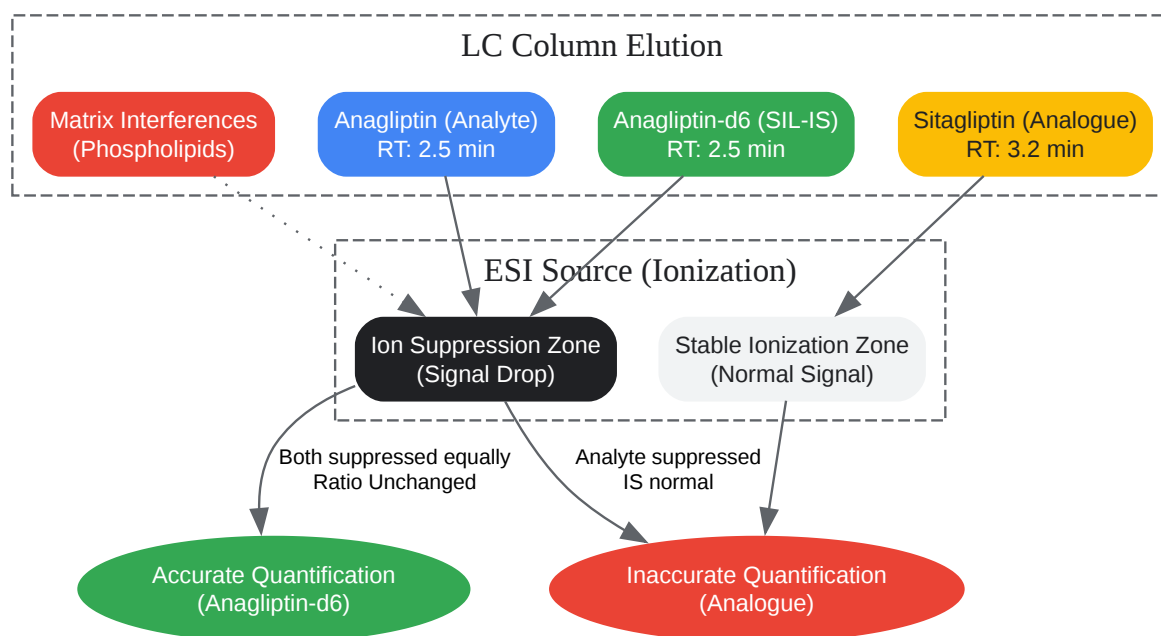 LC Column Elution
Matrix Interferences
(Phospholipids)
Anagliptin (Analyte)
RT: 2.5 min
Anagliptin-d6 (SIL-IS)
RT: 2.5 min
Sitagliptin (Analogue)
RT: 3.2 min
ESI Source (Ionization)
Ion Suppression Zone
(Signal Drop)
Stable Ionization Zone
(Normal Signal)
Both suppressed equally
Ratio Unchanged
Analyte suppressed
IS normal
Accurate Quantification
(Anagliptin-d6)
Inaccurate Quantification
(Analogue)